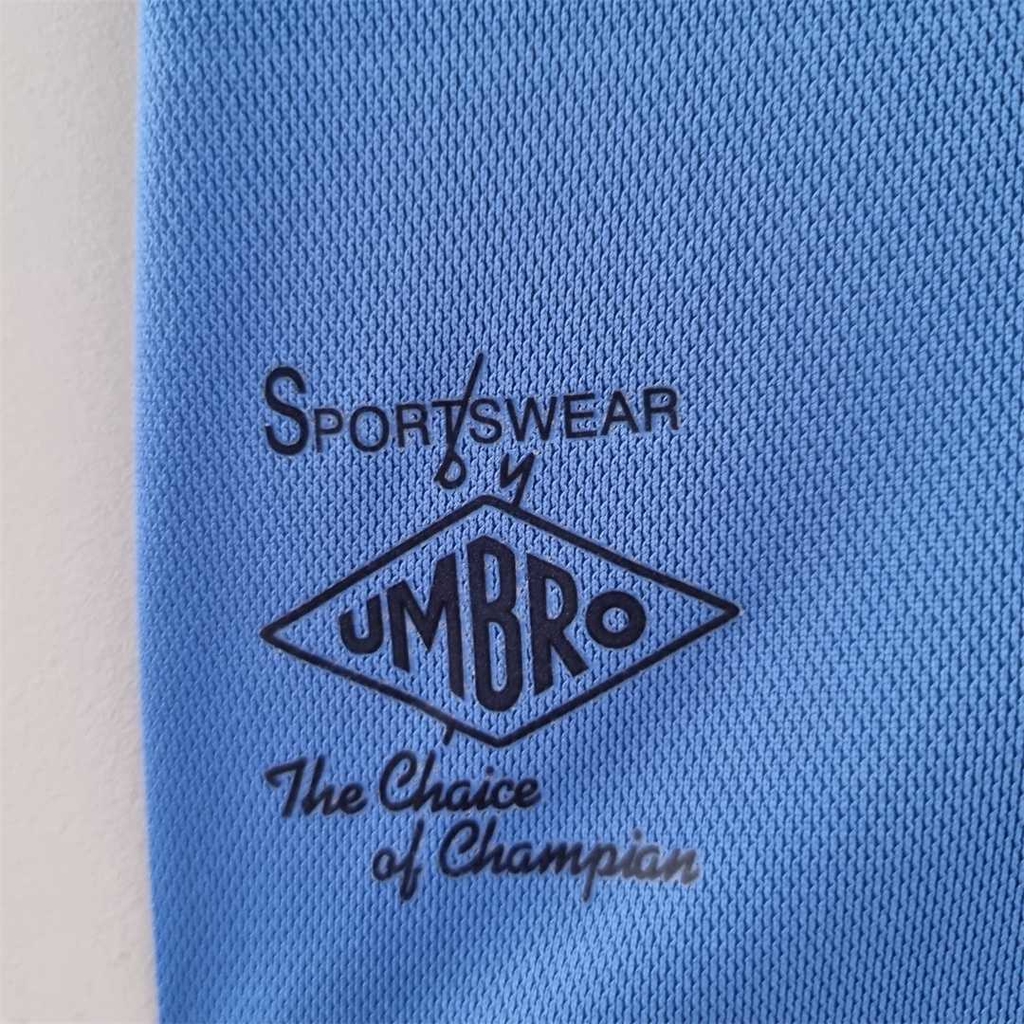 SPORTSWEAR
by
UMBRO
The Chaice
of Champian